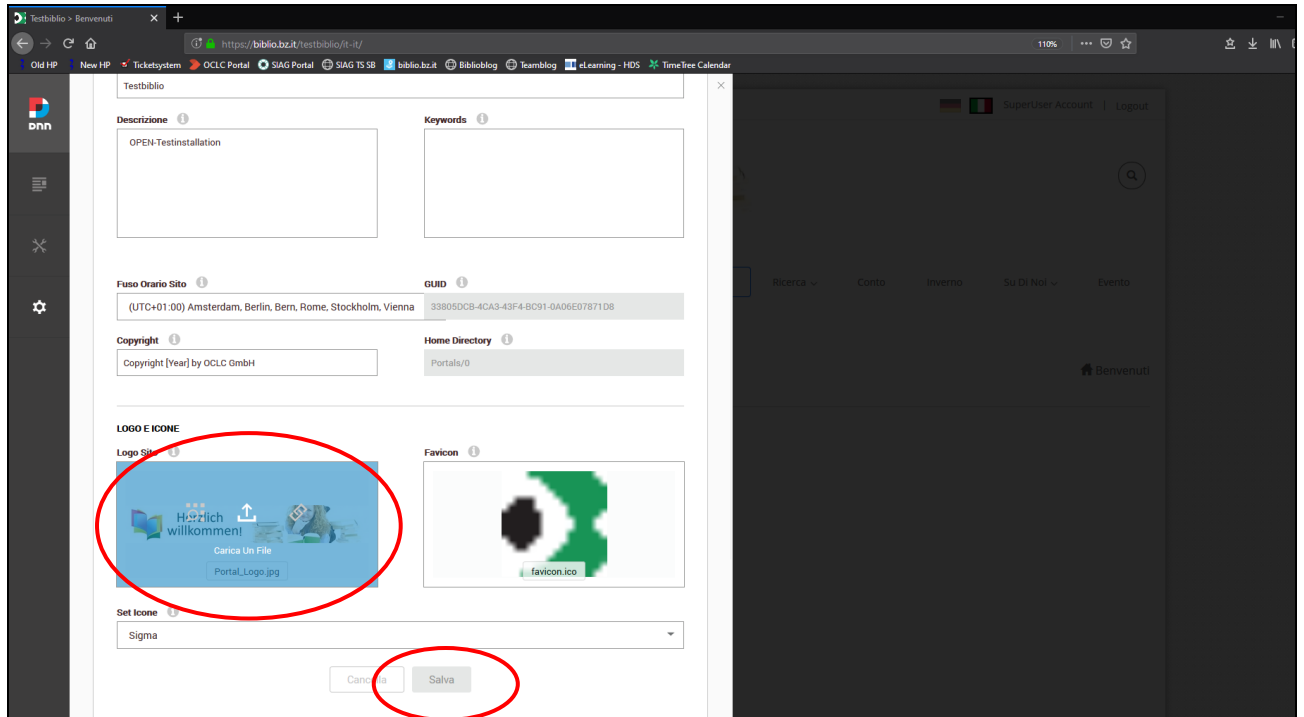 Testbiblio > Benvenuti
https://biblio.bz.it/testbiblio/it-it/
110%
Old HP New HP Ticketsystem OCLC Portal SIAG Portal SIAG TS SB biblio.bz.it Biblioblog Teamblog eLearning - HDS TimeTree Calendar
Testbiblio
SuperUser Account | Logout
DNN
Descrizione Keywords
OPEN-Testinstallation
Fuso Orario Sito GUID
Ricerca Conto Inverno Su Di Noi Evento
(UTC+01:00) Amsterdam, Berlin, Bern, Rome, Stockholm, Vienna 33805DCB-4CA3-43F4-BC91-0A06E07871D8
Copyright Home Directory
Copyright [Year] by OCLC GmbH Portals/0
Benvenuti
LOGO E ICONE
Logo Sito Favicon
Herzlich
willkommen!
Carica Un File
Portal_Logo.jpg favicon.ico
Set Icone
Sigma
Cancella Salva